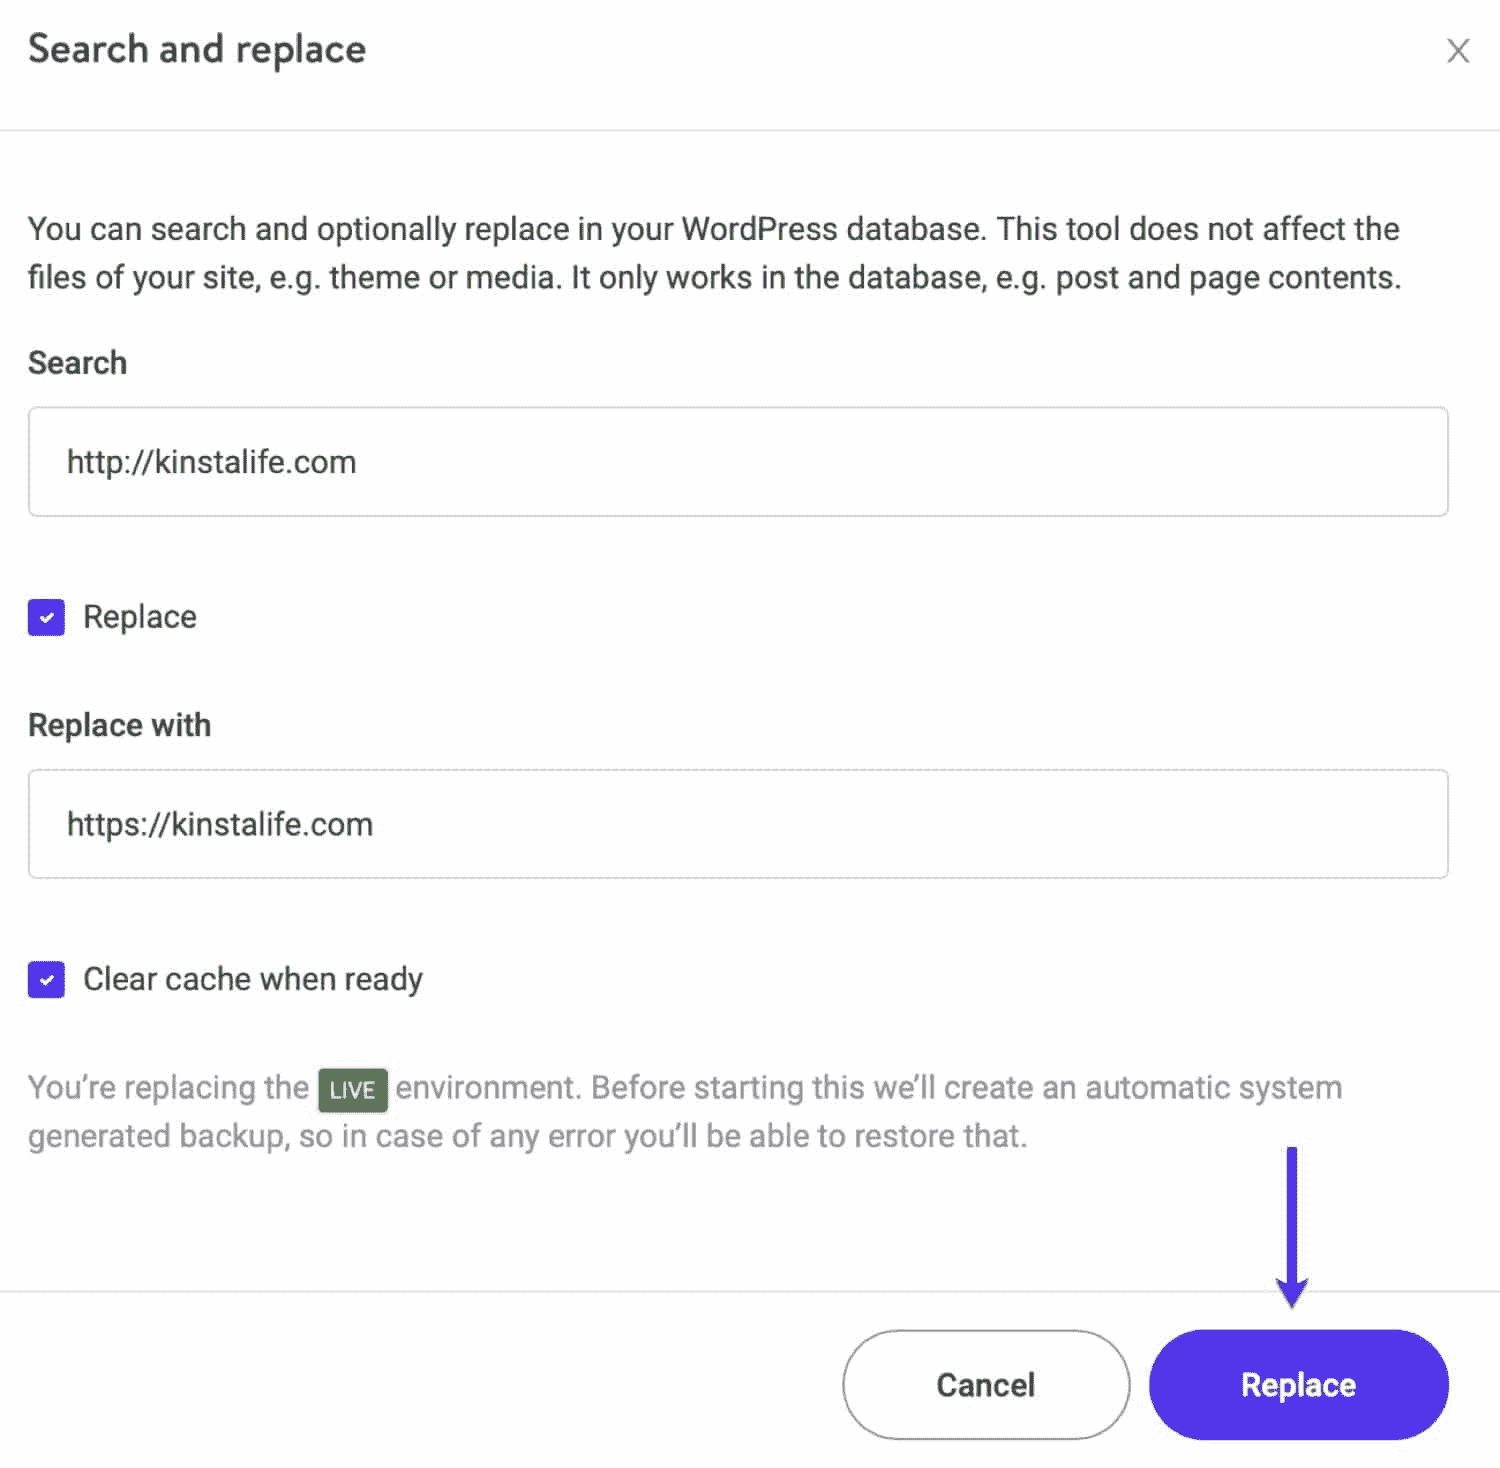 Search and replace
X
You can search and optionally replace in your WordPress database. This tool does not affect the
files of your site, e.g. theme or media. It only works in the database, e.g. post and page contents.
Search
http://kinstalife.com
Replace
Replace with
https://kinstalife.com
Clear cache when ready
You’re replacing the LIVE environment. Before starting this we’ll create an automatic system
generated backup, so in case of any error you’ll be able to restore that.
Cancel Replace